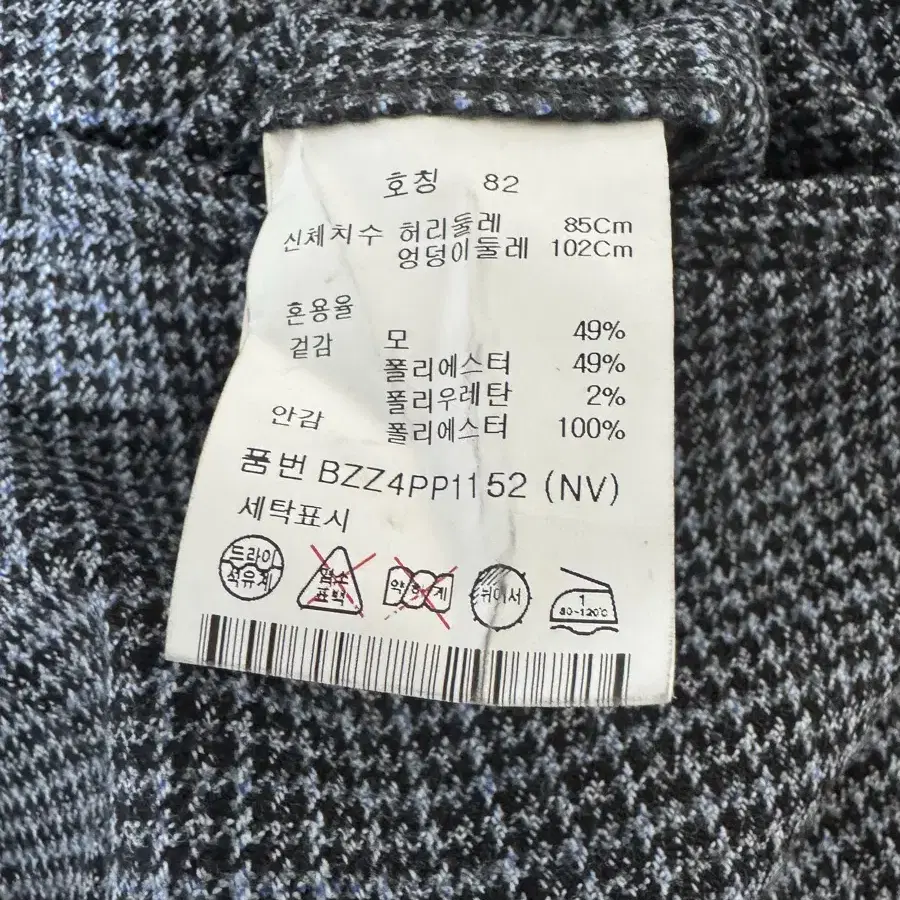 호칭 82
신체치수 허리둘레 85Cm
엉덩이둘레 102Cm
혼용율
겉감 모 49%
폴리에스터 49%
폴리우레탄 2%
안감 폴리에스터 100%
품번 BZZ4PP1152 (NV)
세탁표시
드라이
석유계
염소
표백
약하게
뉘어서
1
80~120℃